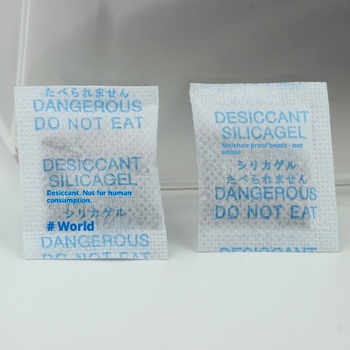 たべられません
DANGEROUS
DO NOT EAT
DESICCANT
SILICAGEL
Desiccant. Not for human
consumption.
シリカゲル
# World
DANGEROUS
DESICCANT
SILICAGEL
Moisture proof beads - not
edible
シリカゲル
たべられません
DANGEROUS
DO NOT EAT
DESICCANT